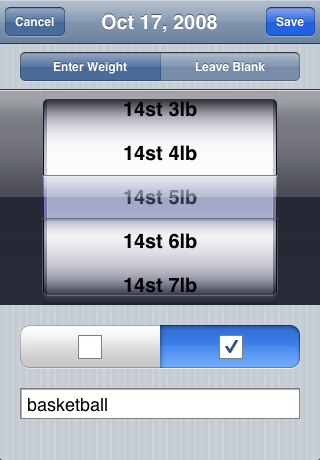 Cancel Oct 17, 2008 Save
Enter Weight Leave Blank
14st 3lb
14st 4lb
14st 5lb
14st 6lb
14st 7lb
basketball